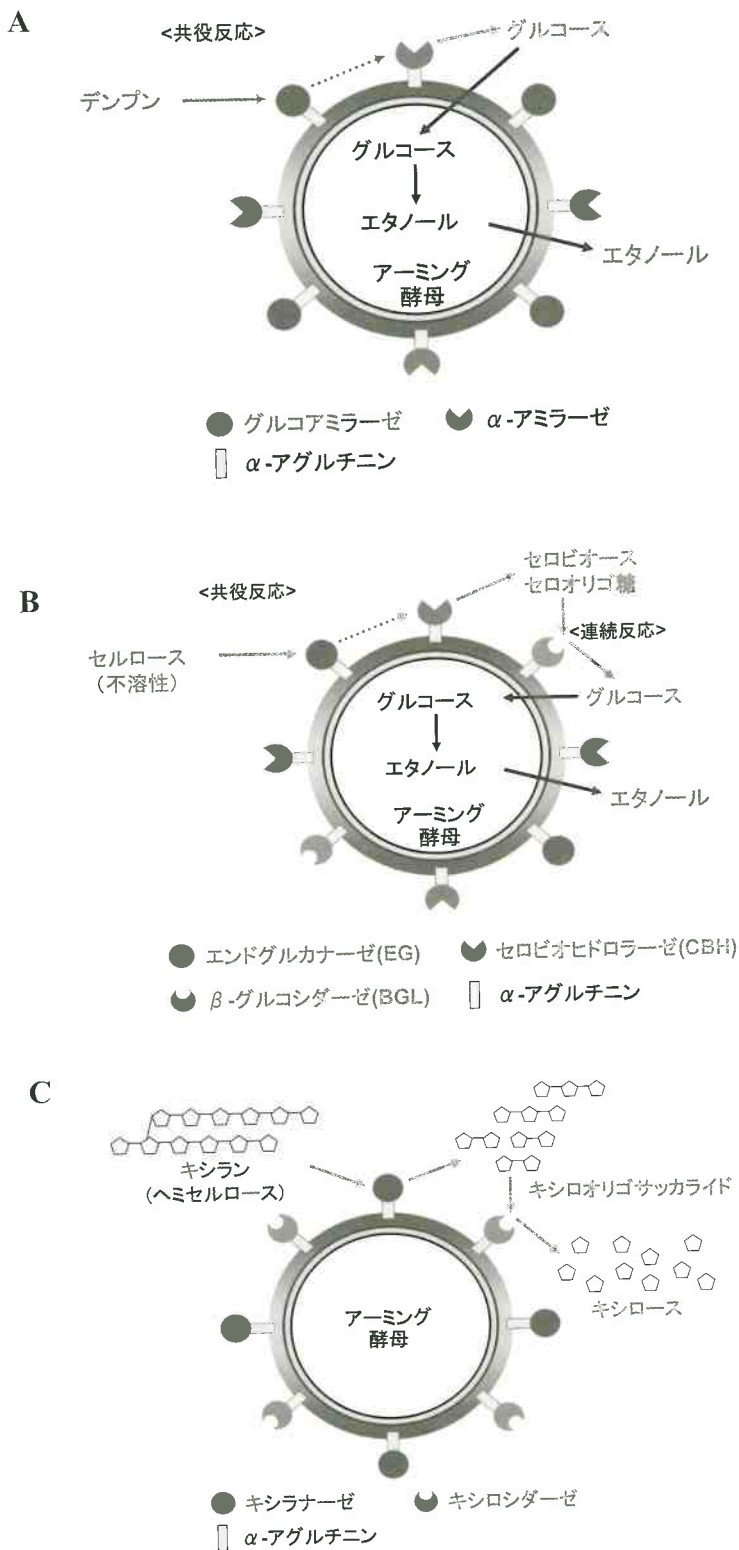 A
<共役反応>
グルコース
デンプン
グルコース
エタノール
エタノール
アーミング
酵母
グルコアミラーゼ
α-アミラーゼ
α-アグルチニン
B
<共役反応>
セロビオース
セロオリゴ糖
<連続反応>
セルロース
(不溶性)
グルコース
グルコース
エタノール
エタノール
アーミング
酵母
エンドグルカナーゼ(EG)
セロビオヒドロラーゼ(CBH)
β-グルコシダーゼ(BGL)
α-アグルチニン
C
キシラン
(ヘミセルロース)
キシロオリゴサッカライド
キシロース
アーミング
酵母
キシラナーゼ
キシロシダーゼ
α-アグルチニン